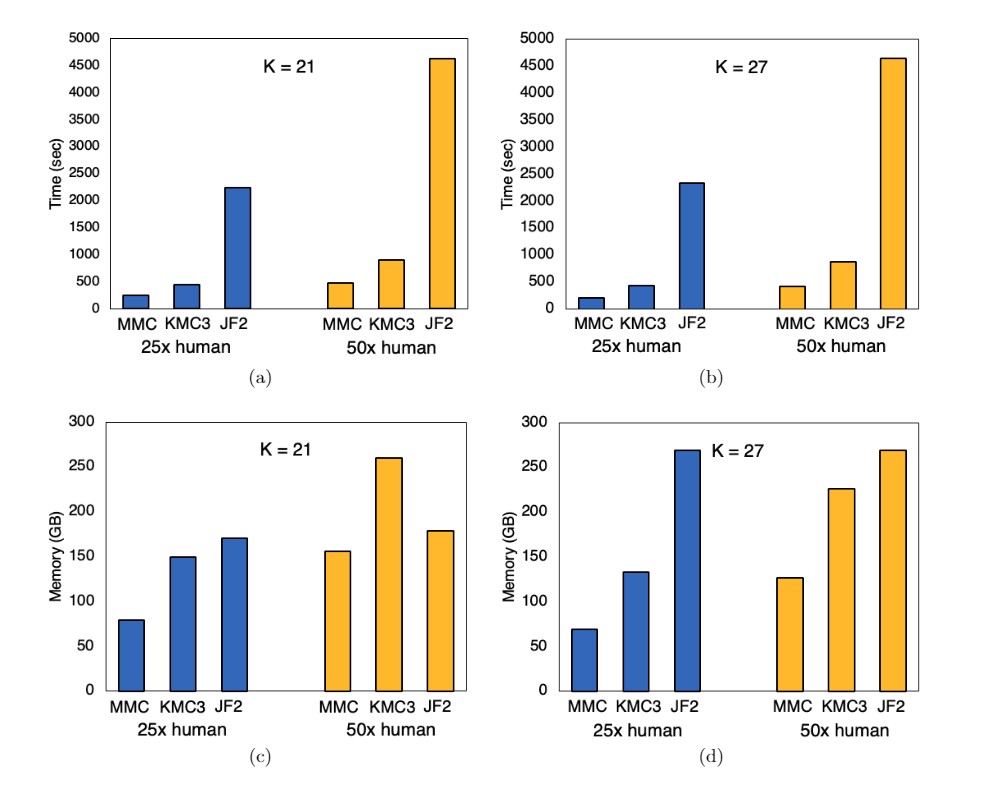 5000
4500
4000
3500
3000
2500
2000
1500
1000
500
0
Time (sec)
K = 21
MMC KMC3 JF2 MMC KMC3 JF2
25x human 50x human
(a)
5000
4500
4000
3500
3000
2500
2000
1500
1000
500
0
Time (sec)
K = 27
MMC KMC3 JF2 MMC KMC3 JF2
25x human 50x human
(b)
300
250
200
150
100
50
0
Memory (GB)
K = 21
MMC KMC3 JF2 MMC KMC3 JF2
25x human 50x human
(c)
300
250
200
150
100
50
0
Memory (GB)
K = 27
MMC KMC3 JF2 MMC KMC3 JF2
25x human 50x human
(d)